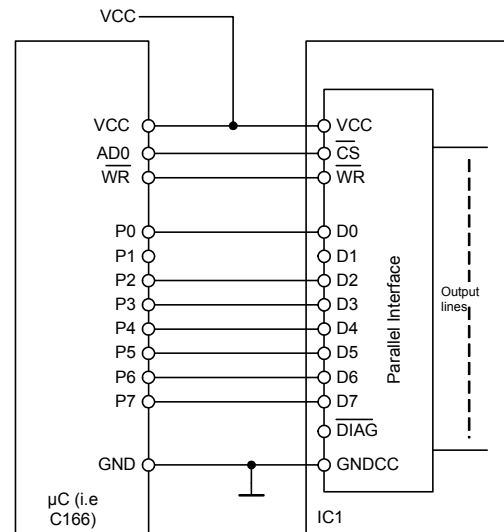 VCC
VCC
AD0
WR
P0
P1
P2
P3
P4
P5
P6
P7
GND
µC (i.e
C166)
VCC
CS
WR
D0
D1
D2
D3
D4
D5
D6
D7
DIAG
GNDCC
Parallel Interface
IC1
Output
lines